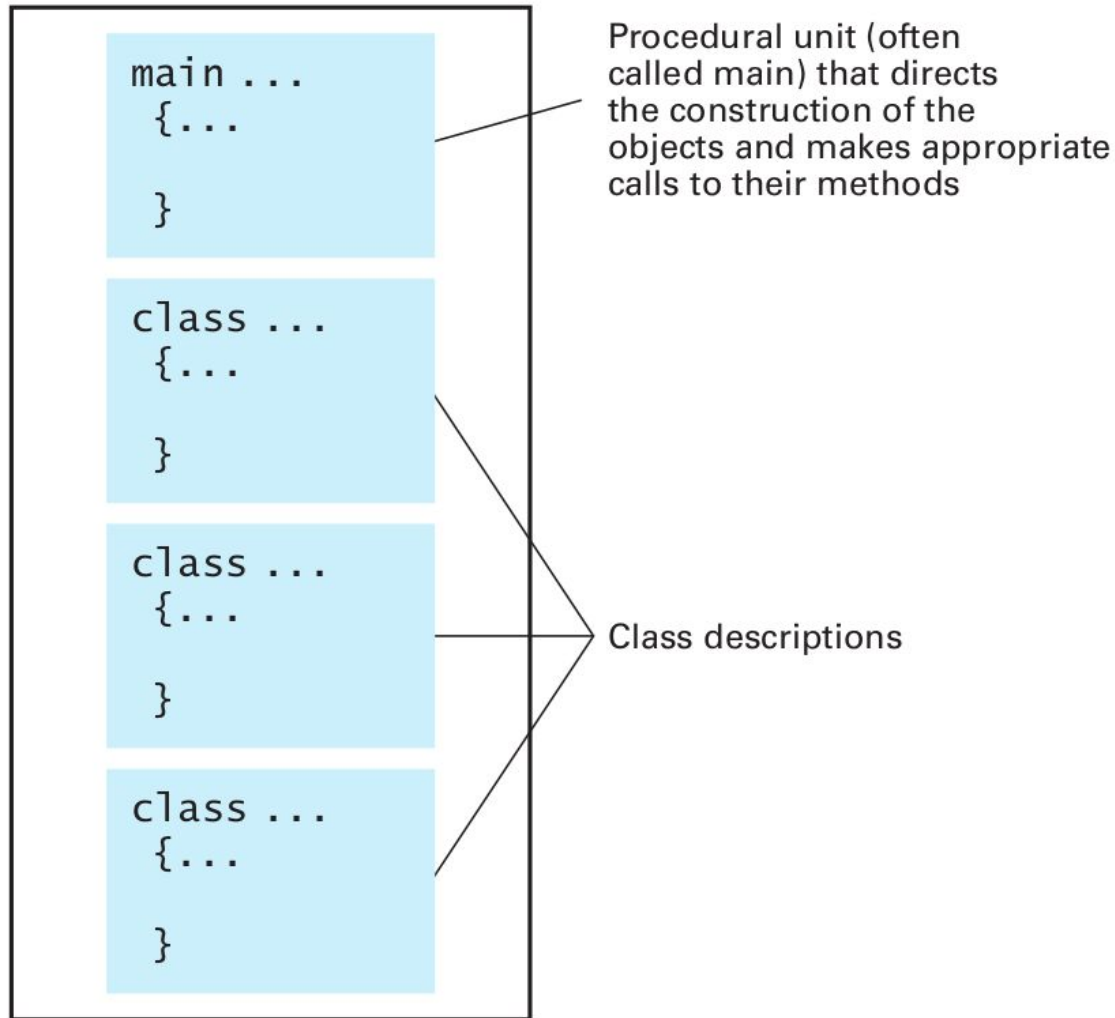 main ...
{...
}
Procedural unit (often
called main) that directs
the construction of the
objects and makes appropriate
calls to their methods
class ...
{...
}
class ...
{...
}
Class descriptions
class ...
{...
}